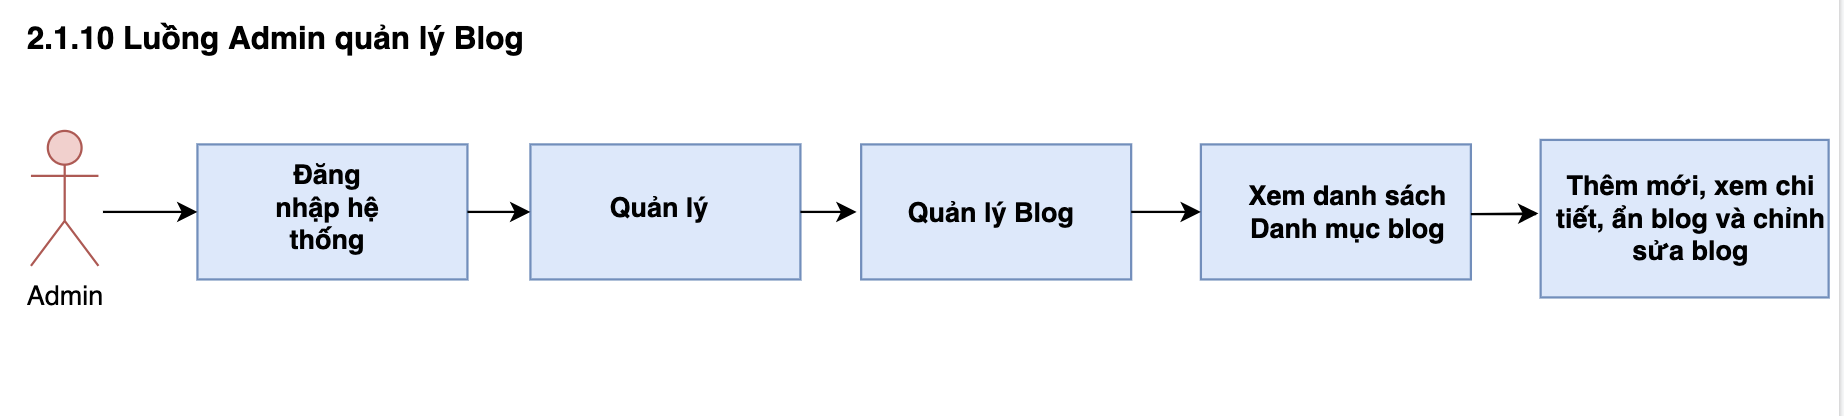 2.1.10 Luồng Admin quản lý Blog
Admin
Đăng
nhập hệ
thống
Quản lý
Quản lý Blog
Xem danh sách
Danh mục blog
Thêm mới, xem chi
tiết, ẩn blog và chỉnh
sửa blog